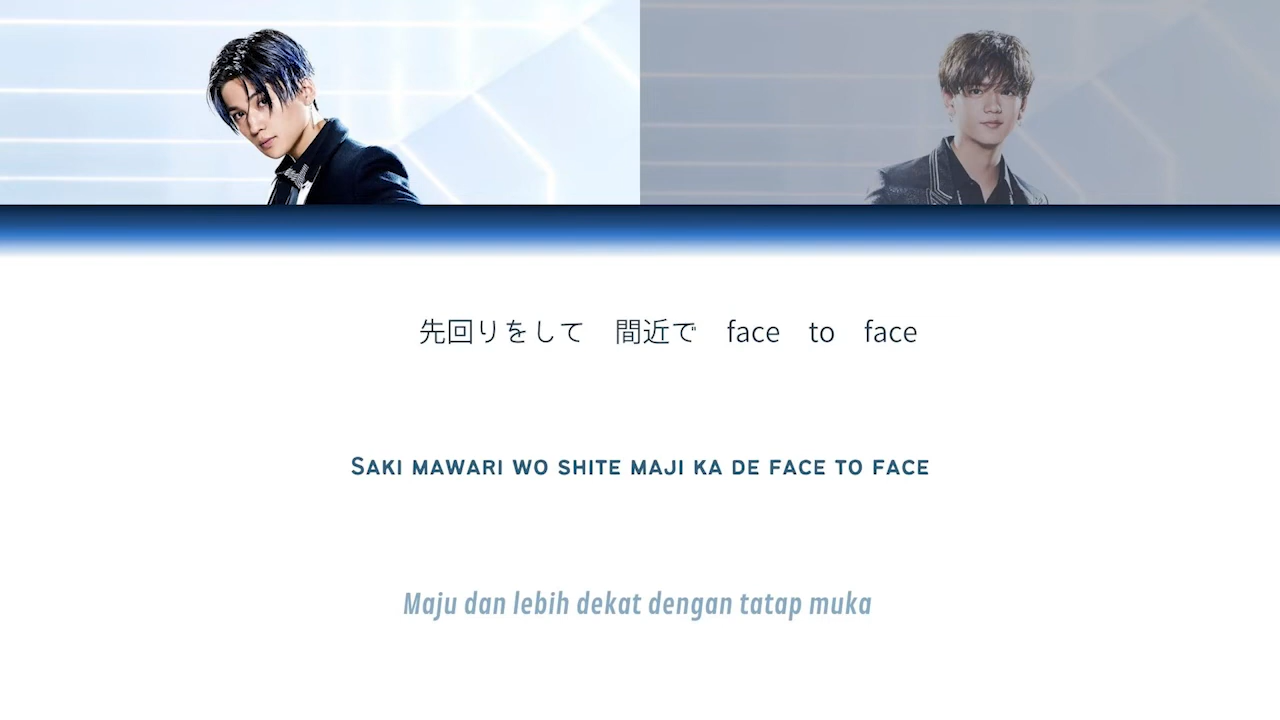 先回りをして　間近で　face　to　face
Saki mawari wo shite maji ka de face to face
Maju dan lebih dekat dengan tatap muka